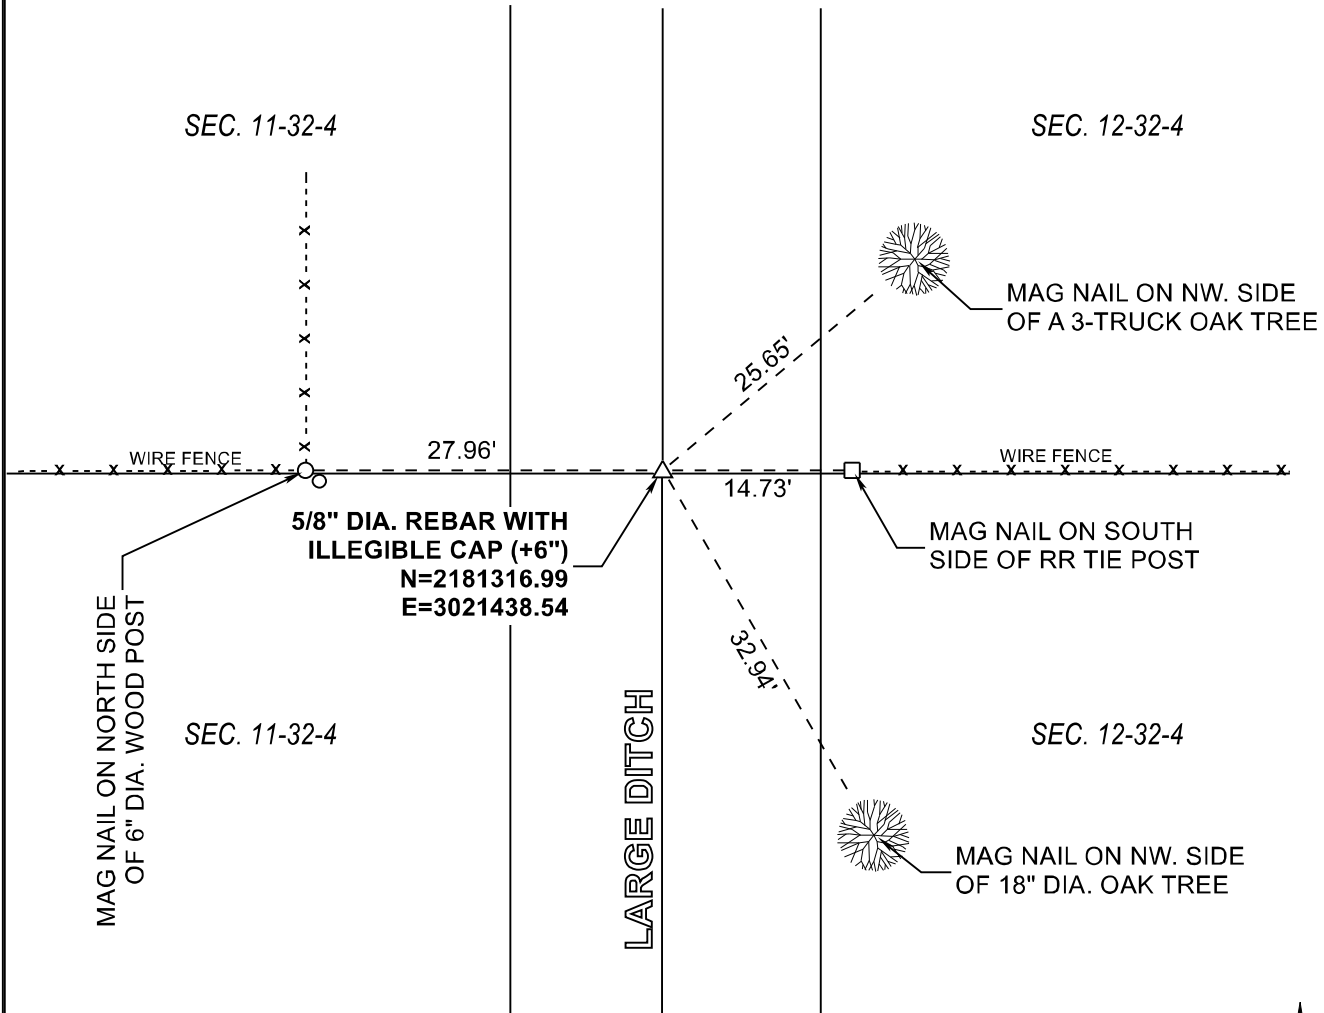 SEC. 11-32-4
SEC. 12-32-4
MAG NAIL ON NW. SIDE
OF A 3-TRUCK OAK TREE
25.65'
WIRE FENCE
27.96'
14.73'
WIRE FENCE
5/8" DIA. REBAR WITH
ILLEGIBLE CAP (+6")
N=2181316.99
E=3021438.54
MAG NAIL ON SOUTH
SIDE OF RR TIE POST
MAG NAIL ON NORTH SIDE
OF 6" DIA. WOOD POST
32.94'
SEC. 11-32-4
LARGE DITCH
SEC. 12-32-4
MAG NAIL ON NW. SIDE
OF 18" DIA. OAK TREE